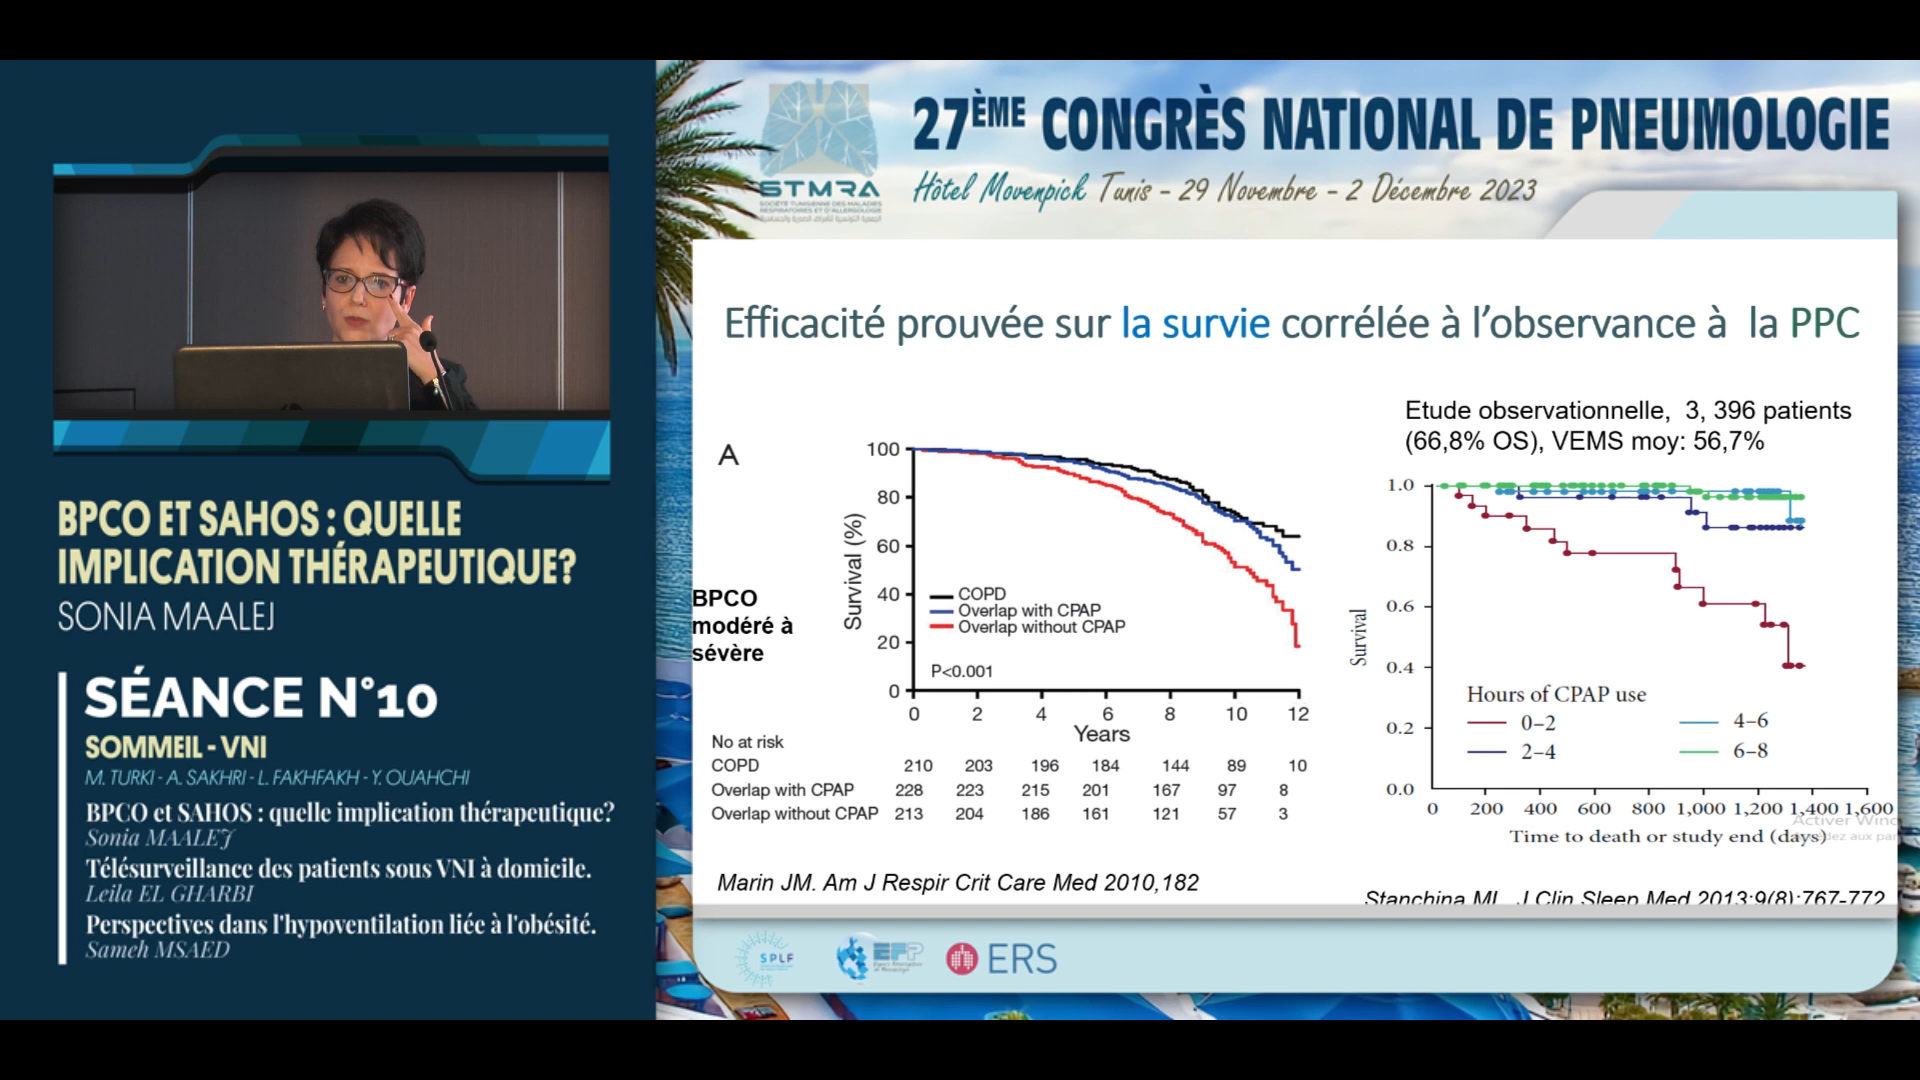 27ÈME CONGRÈS NATIONAL DE PNEUMOLOGIE
Hôtel Movenpick Tunis - 29 Novembre - 2 Décembre 2023
STMRA
SOCIÉTÉ TUNISIENNE DES MALADIES
RESPIRATOIRES ET D'ALLERGOLOGIE
BPCO ET SAHOS : QUELLE
IMPLICATION THÉRAPEUTIQUE?
SONIA MAALEJ
SÉANCE N°10
SOMMEIL - VNI
M. TURKI - A. SAKHRI - L. FAKHFAKH - Y. OUAHCHI
BPCO et SAHOS : quelle implication thérapeutique?
Sonia MAALEJ
Télésurveillance des patients sous VNI à domicile.
Leila EL GHARBI
Perspectives dans l'hypoventilation liée à l'obésité.
Sameh MSAED
Efficacité prouvée sur la survie corrélée à l'observance à la PPC
A
BPCO
modéré à
sévère
Survival (%)
100
80
60
40
20
0
COPD
Overlap with CPAP
Overlap without CPAP
P<0.001
0 2 4 6 8 10 12
Years
No at risk
COPD 210 203 196 184 144 89 10
Overlap with CPAP 228 223 215 201 167 97 8
Overlap without CPAP 213 204 186 161 121 57 3
Marin JM. Am J Respir Crit Care Med 2010,182
Etude observationnelle, 3, 396 patients
(66,8% OS), VEMS moy: 56,7%
Survival
1.0
0.8
0.6
0.4
0.2
0.0
Hours of CPAP use
0–2 4–6
2–4 6–8
0 200 400 600 800 1,000 1,200 1,400 1,600
Time to death or study end (days)
Activer Win
Stanchina ML. J Clin Sleep Med 2013;9(8):767-772
SPLF
EFP
ERS